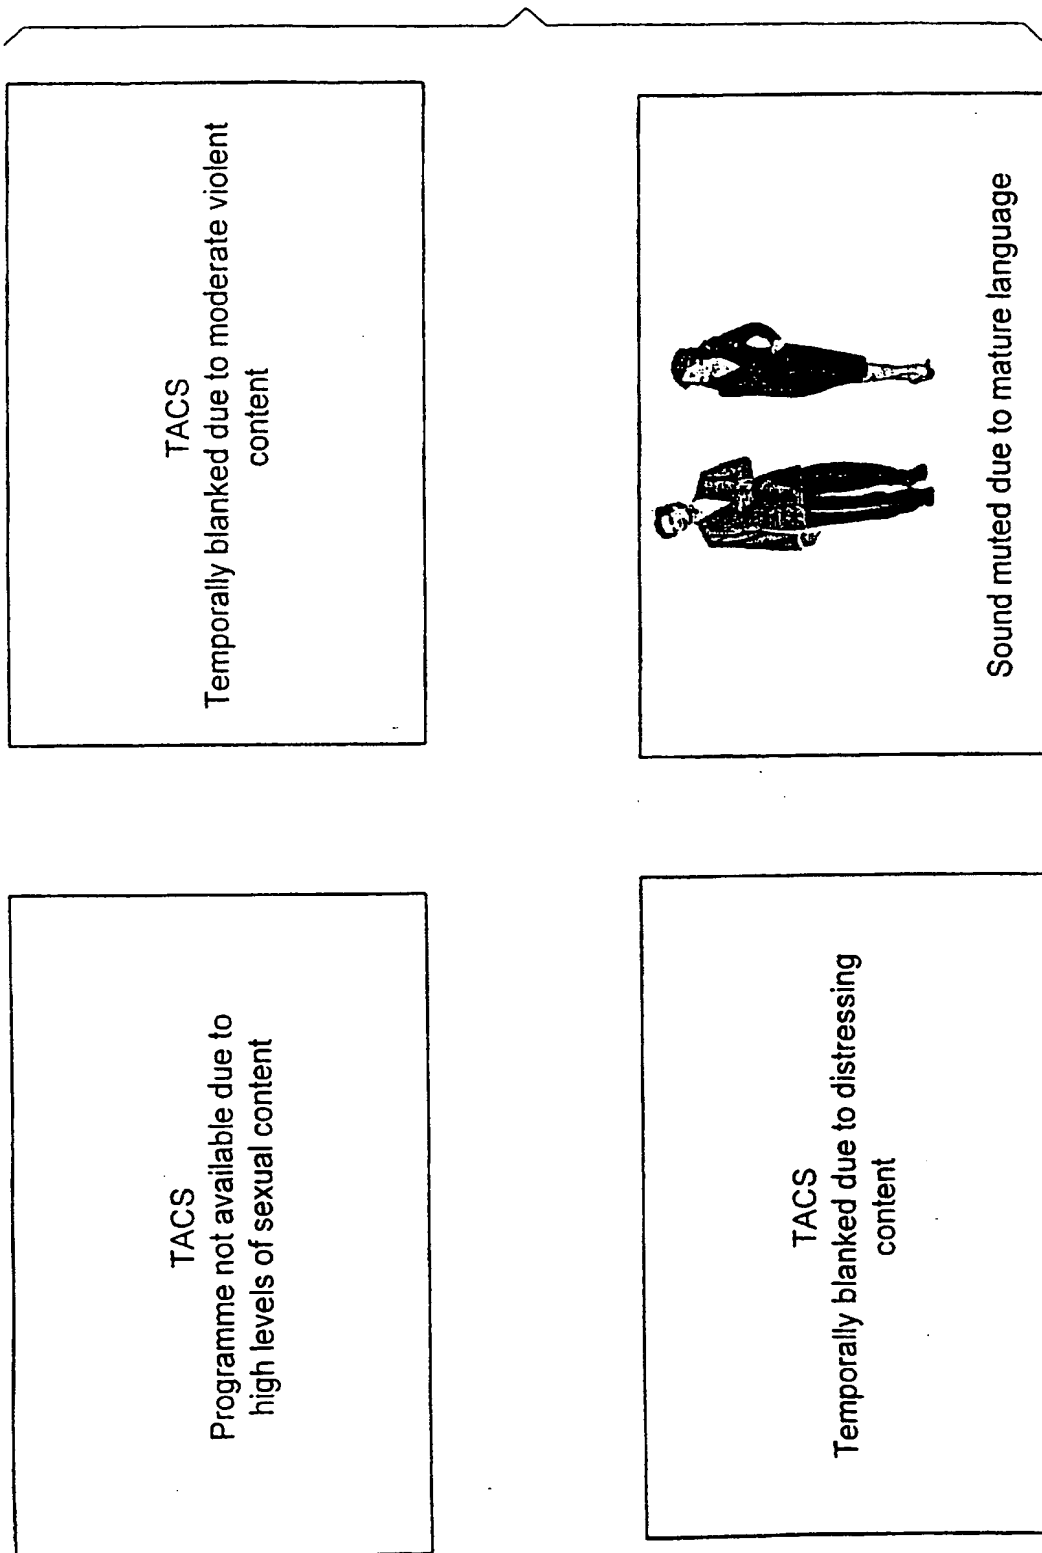 TACS
Programme not available due to
high levels of sexual content
TACS
Temporally blanked due to moderate violent
content
TACS
Temporally blanked due to distressing
content
Sound muted due to mature language